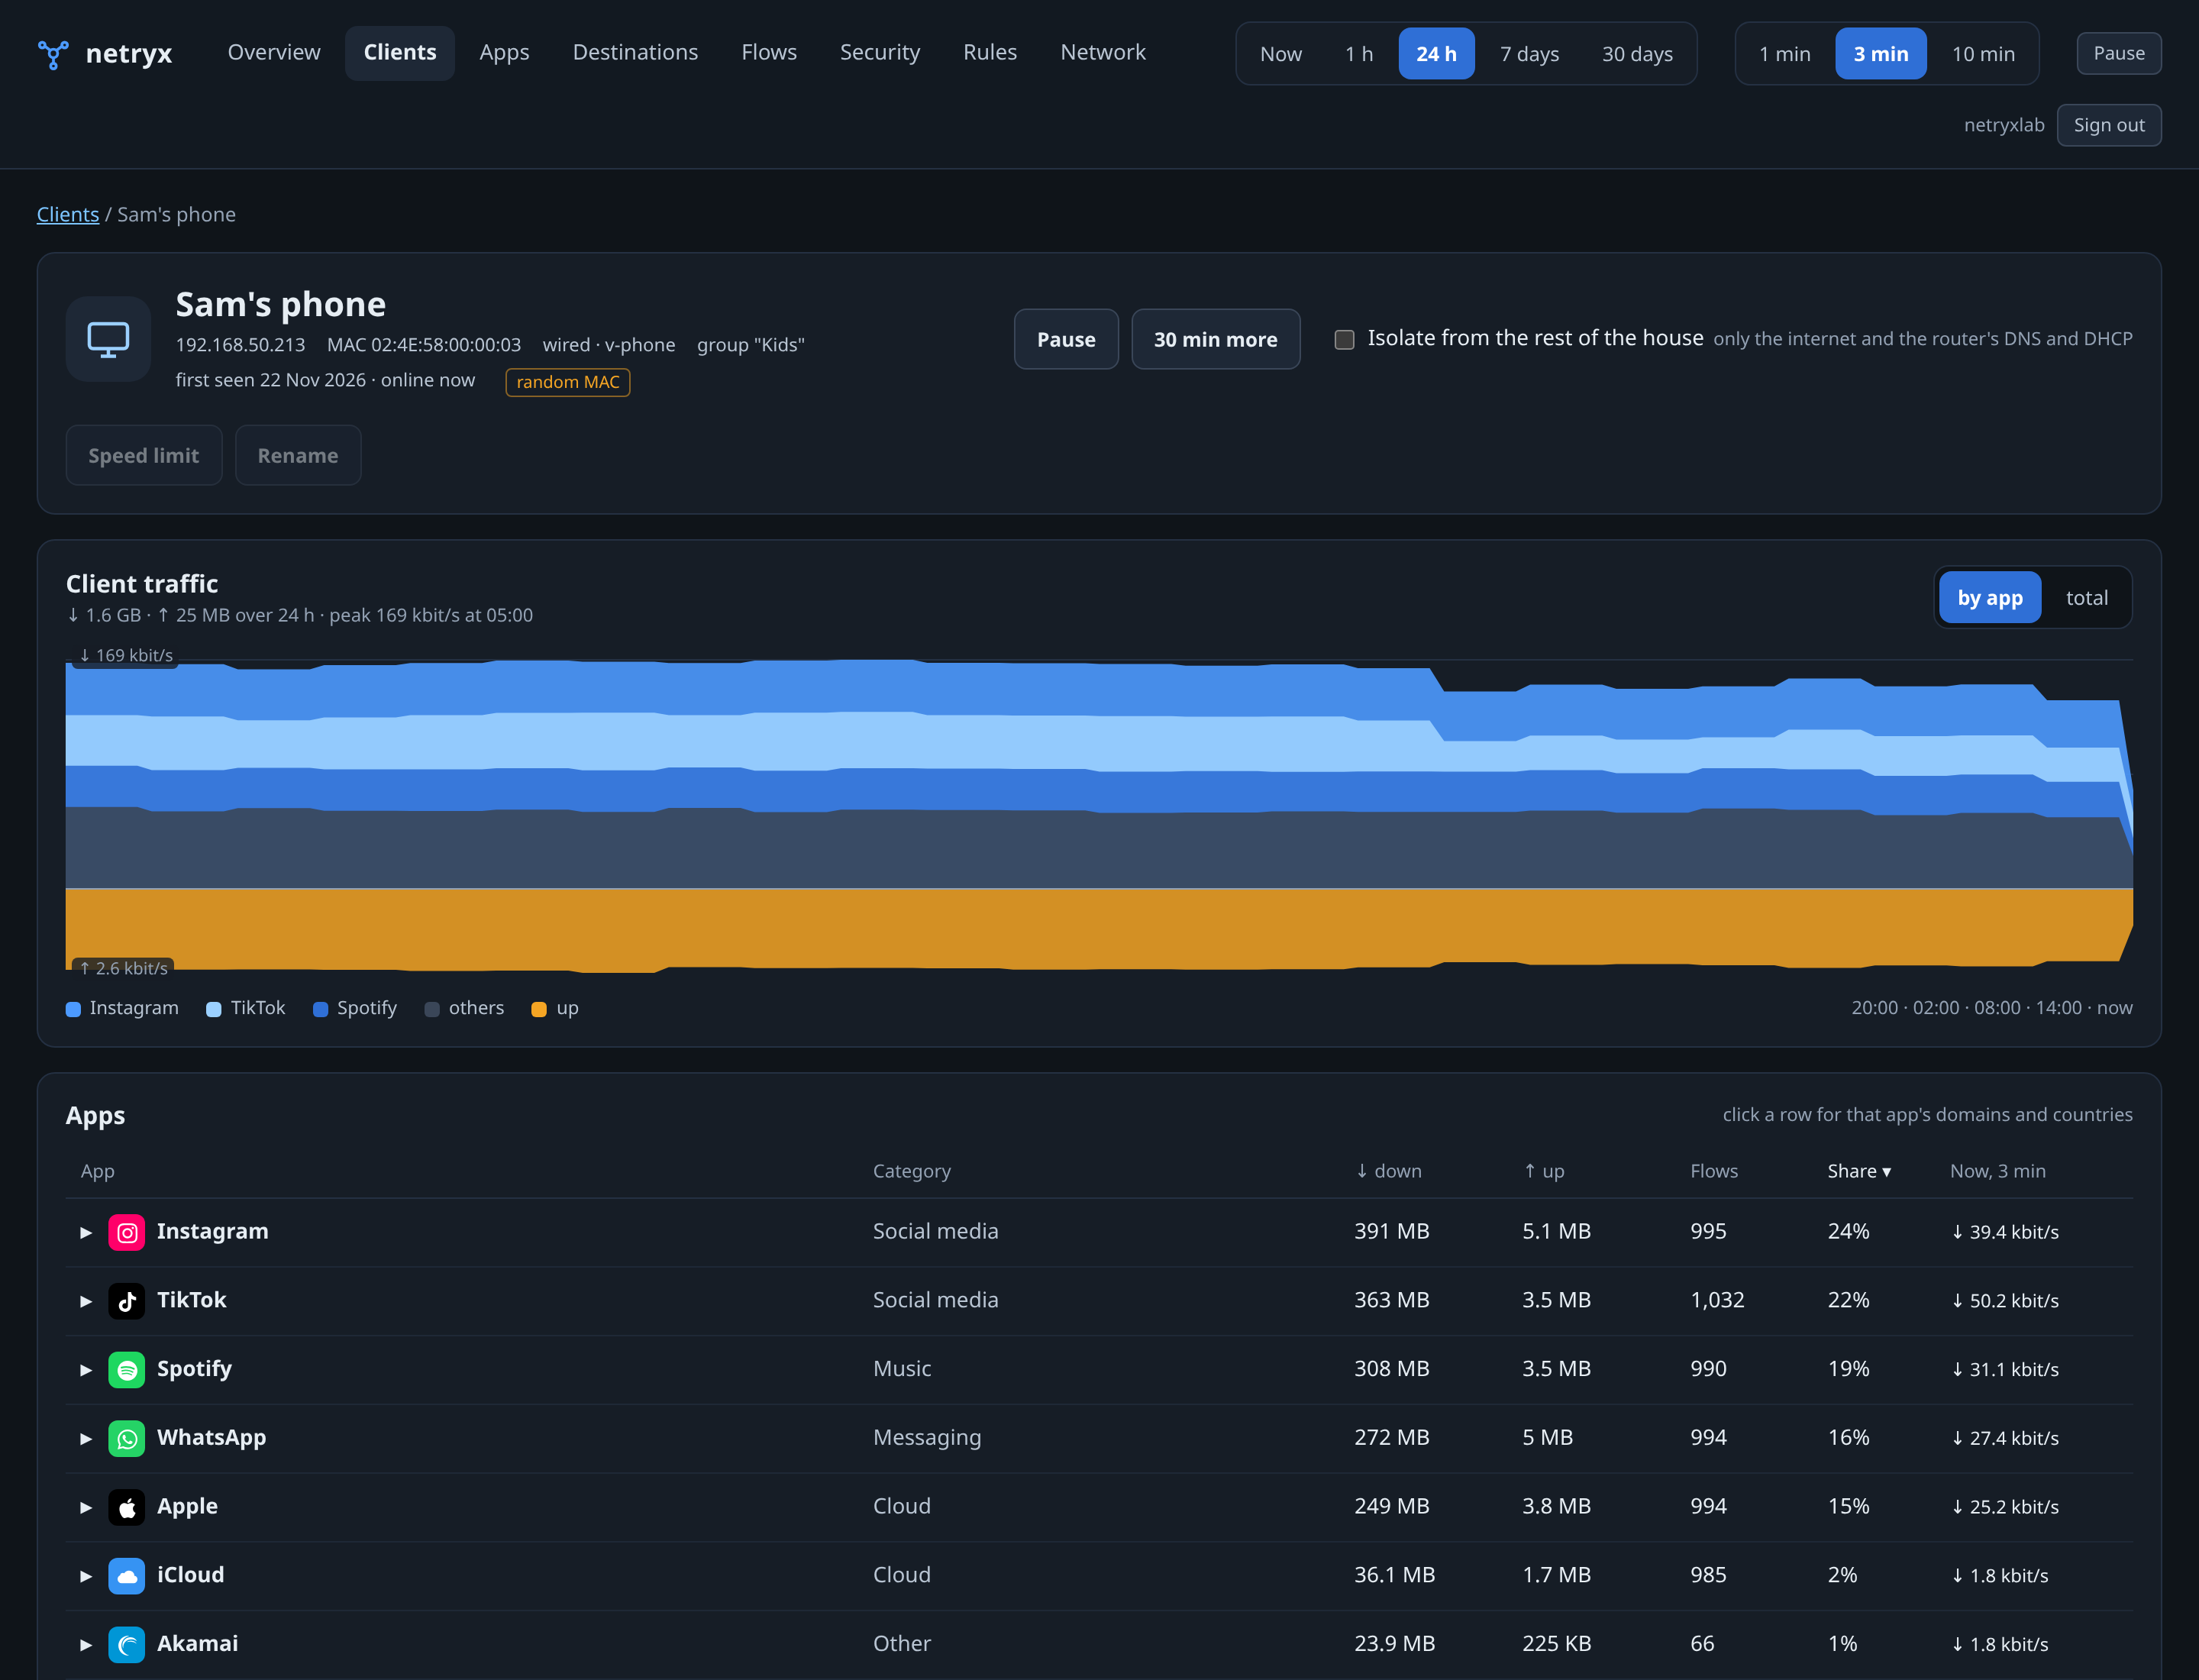 netryx Overview Clients Apps Destinations Flows Security Rules Network Now 1 h 24 h 7 days 30 days 1 min 3 min 10 min Pause
netryxlab Sign out
Clients / Sam's phone
Sam's phone
192.168.50.213 MAC 02:4E:58:00:00:03 wired · v-phone group "Kids"
first seen 22 Nov 2026 · online now random MAC
Pause 30 min more Isolate from the rest of the house only the internet and the router's DNS and DHCP
Speed limit Rename
Client traffic
↓ 1.6 GB · ↑ 25 MB over 24 h · peak 169 kbit/s at 05:00
by app total
↓ 169 kbit/s
↑ 2.6 kbit/s
Instagram TikTok Spotify others up 20:00 · 02:00 · 08:00 · 14:00 · now
Apps click a row for that app's domains and countries
App Category ↓ down ↑ up Flows Share ▾ Now, 3 min
▶ Instagram Social media 391 MB 5.1 MB 995 24% ↓ 39.4 kbit/s
▶ TikTok Social media 363 MB 3.5 MB 1,032 22% ↓ 50.2 kbit/s
▶ Spotify Music 308 MB 3.5 MB 990 19% ↓ 31.1 kbit/s
▶ WhatsApp Messaging 272 MB 5 MB 994 16% ↓ 27.4 kbit/s
▶ Apple Cloud 249 MB 3.8 MB 994 15% ↓ 25.2 kbit/s
▶ iCloud Cloud 36.1 MB 1.7 MB 985 2% ↓ 1.8 kbit/s
▶ Akamai Other 23.9 MB 225 KB 66 1% ↓ 1.8 kbit/s